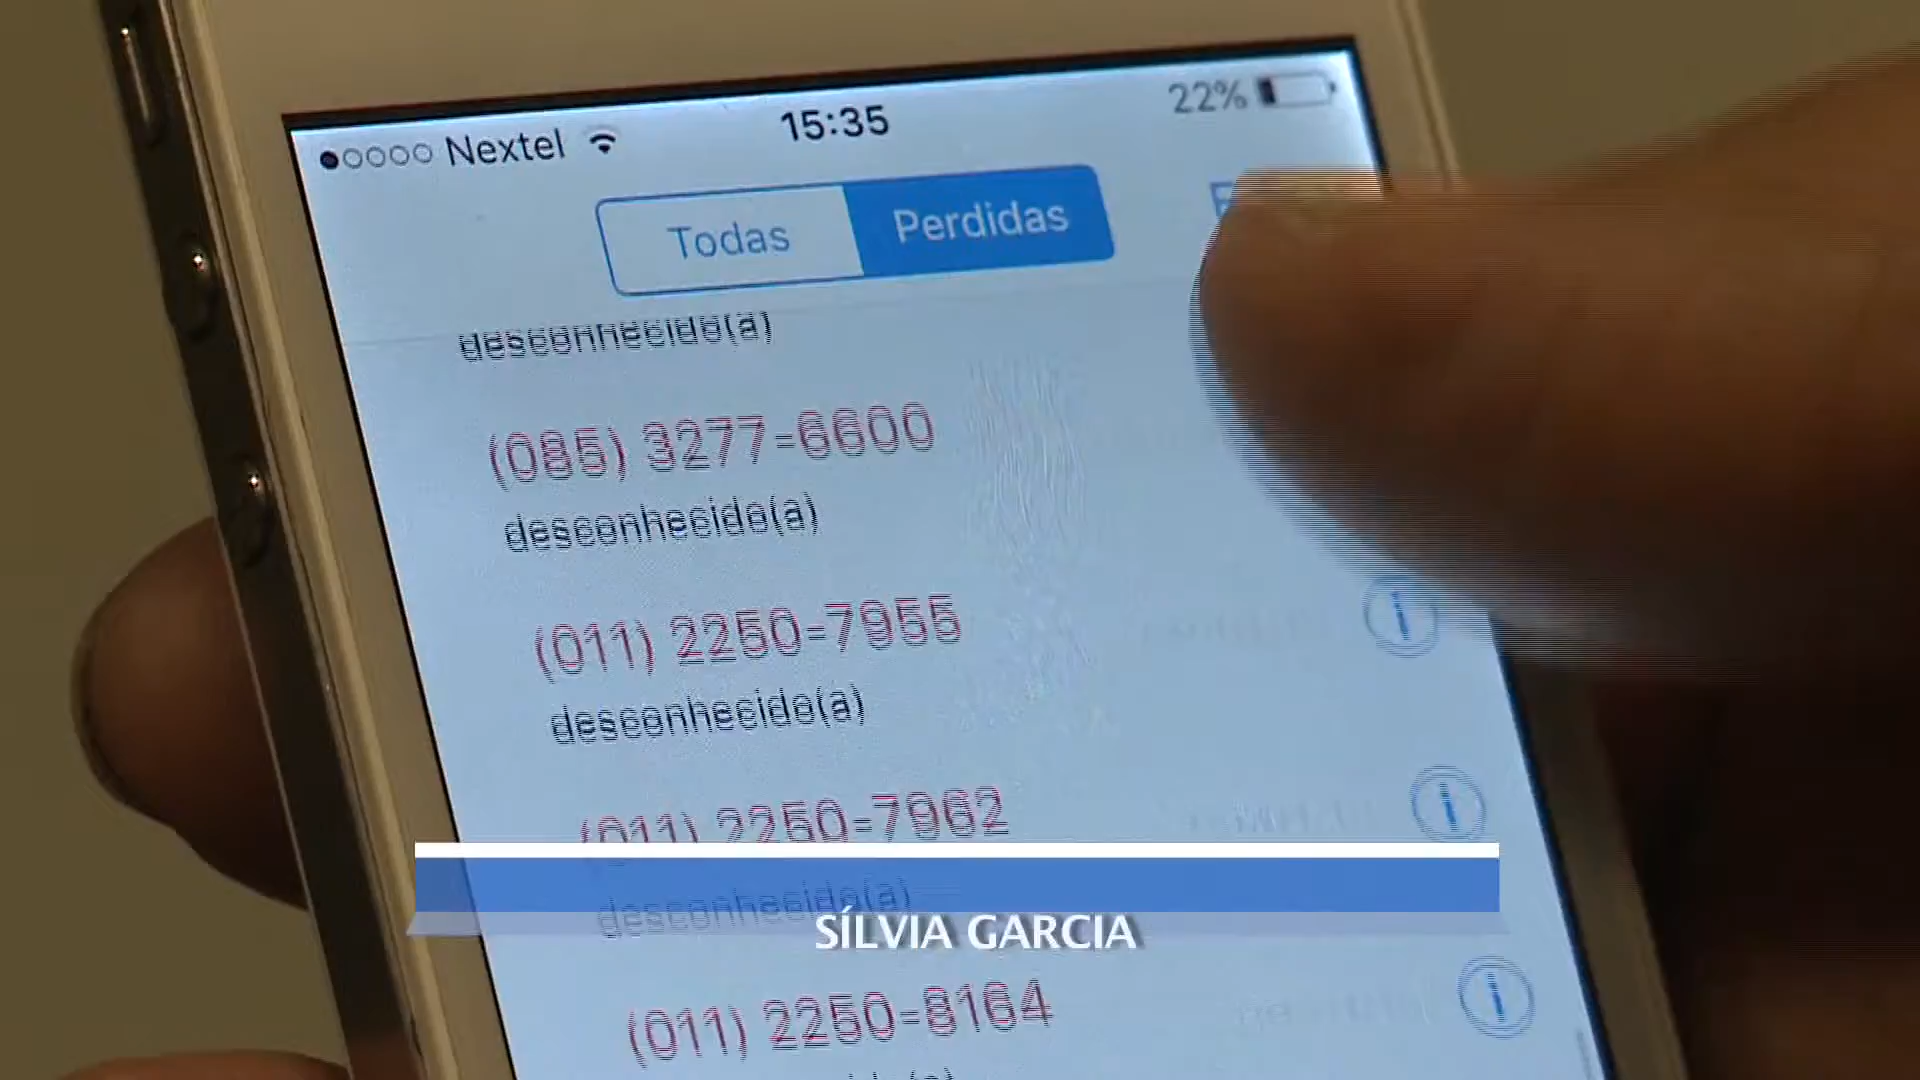 Nextel
15:35
22%
Todas
Perdidas
desconhecido(a)
(085) 3277-6600
desconhecido(a)
(011) 2250-7955
desconhecido(a)
(011) 2250-7962
desconhecido(a)
SÍLVIA GARCIA
(011) 2250-8164